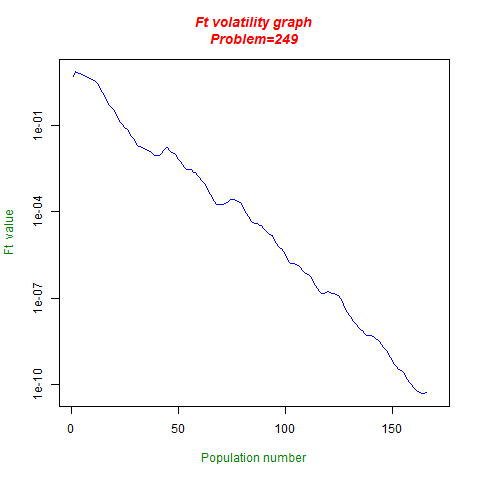 Ft volatility graph
Problem=249
1e-01
1e-04
1e-07
1e-10
Ft value
0
50
100
150
Population number